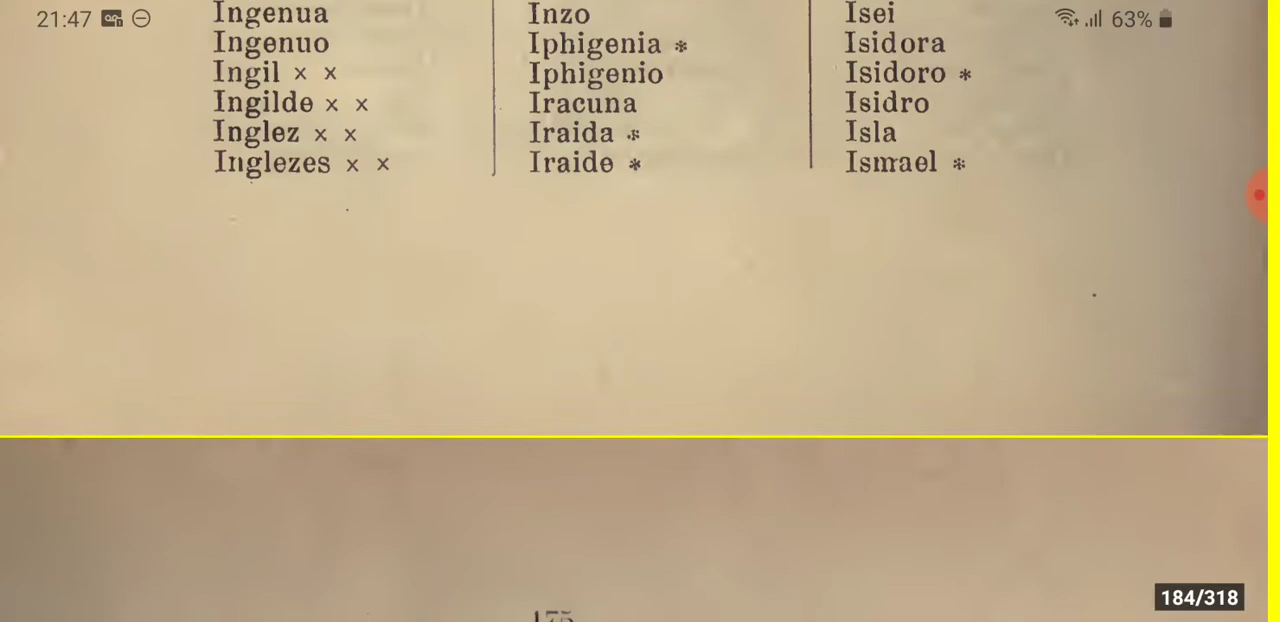 21:47
63%
Ingenua
Ingenuo
Ingil × ×
Ingilde × ×
Inglez × ×
Inglezes × ×
Inzo
Iphigenia *
Iphigenio
Iracuna
Iraida *
Iraide *
Isei
Isidora
Isidoro *
Isidro
Isla
Ismael *
184/318